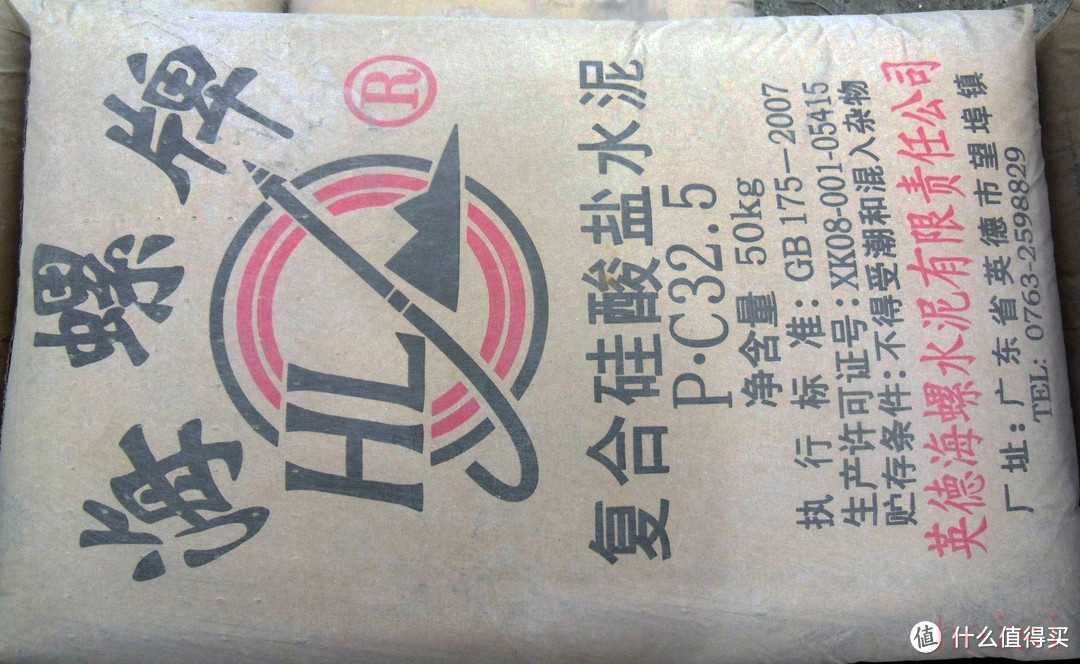 海螺牌
®
HL
复合硅酸盐水泥
P·C32.5
净含量 50kg
执行标准:GB 175-2007
生产许可证号:XK08-001-05415
贮存条件:不得受潮和混入杂物
英德海螺水泥有限责任公司
厂址:广东省英德市望埠镇
TEL: 0763-2598829
值 什么值得买